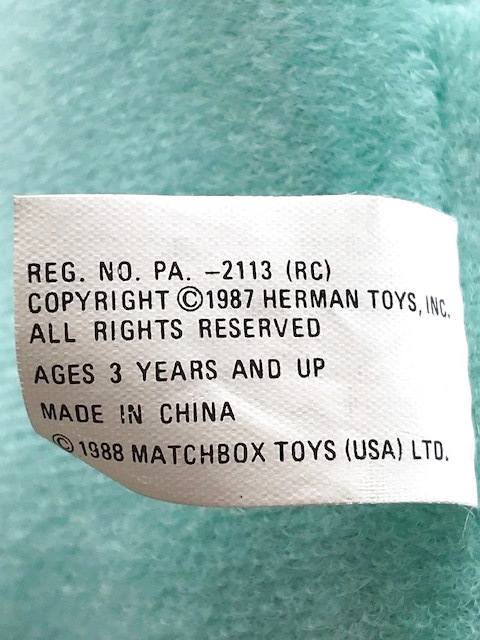 REG. NO. PA. -2113 (RC)
COPYRIGHT ©1987 HERMAN TOYS, INC.
ALL RIGHTS RESERVED
AGES 3 YEARS AND UP
MADE IN CHINA
© 1988 MATCHBOX TOYS (USA) LTD.